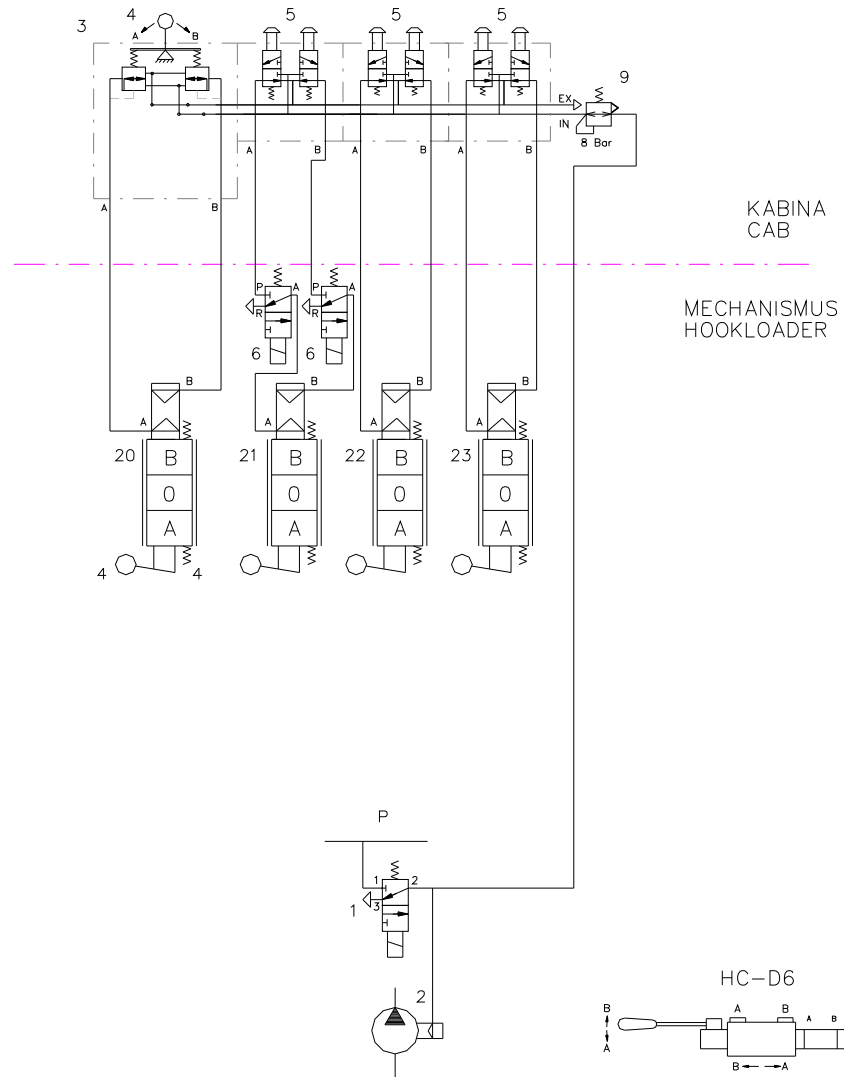 3
4
A B
5
5
5
9
EX
IN
8 Bar
A B
A B
A B
A B
KABINA
CAB
MECHANISMUS
HOOKLOADER
P A
R
6
P A
R
6
B
A
B
A
B
A
B
A
20
B
0
A
21
B
0
A
22
B
0
A
23
B
0
A
4
4
P
1 2
3
1
2
HC-D6
B
A
A B
A B
B A